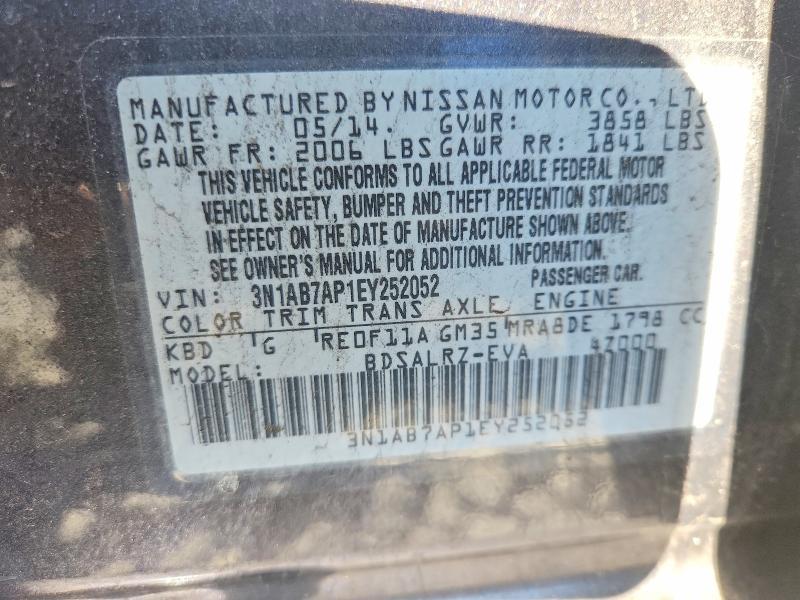 MANUFACTURED BY NISSAN MOTOR CO., LTD
DATE: 05/14. GVWR: 3858 LBS
GAWR FR: 2006 LBS GAWR RR: 1841 LBS
THIS VEHICLE CONFORMS TO ALL APPLICABLE FEDERAL MOTOR
VEHICLE SAFETY, BUMPER AND THEFT PREVENTION STANDARDS
IN EFFECT ON THE DATE OF MANUFACTURE SHOWN ABOVE.
SEE OWNER'S MANUAL FOR ADDITIONAL INFORMATION.
VIN: 3N1AB7AP1EY252052 PASSENGER CAR.
COLOR TRIM TRANS AXLE ENGINE
KBD G RE0F11A GM35 MRA8DE 1798 CC
MODEL: BDSALRZ-EVA 4Z000
3N1AB7AP1EY252052